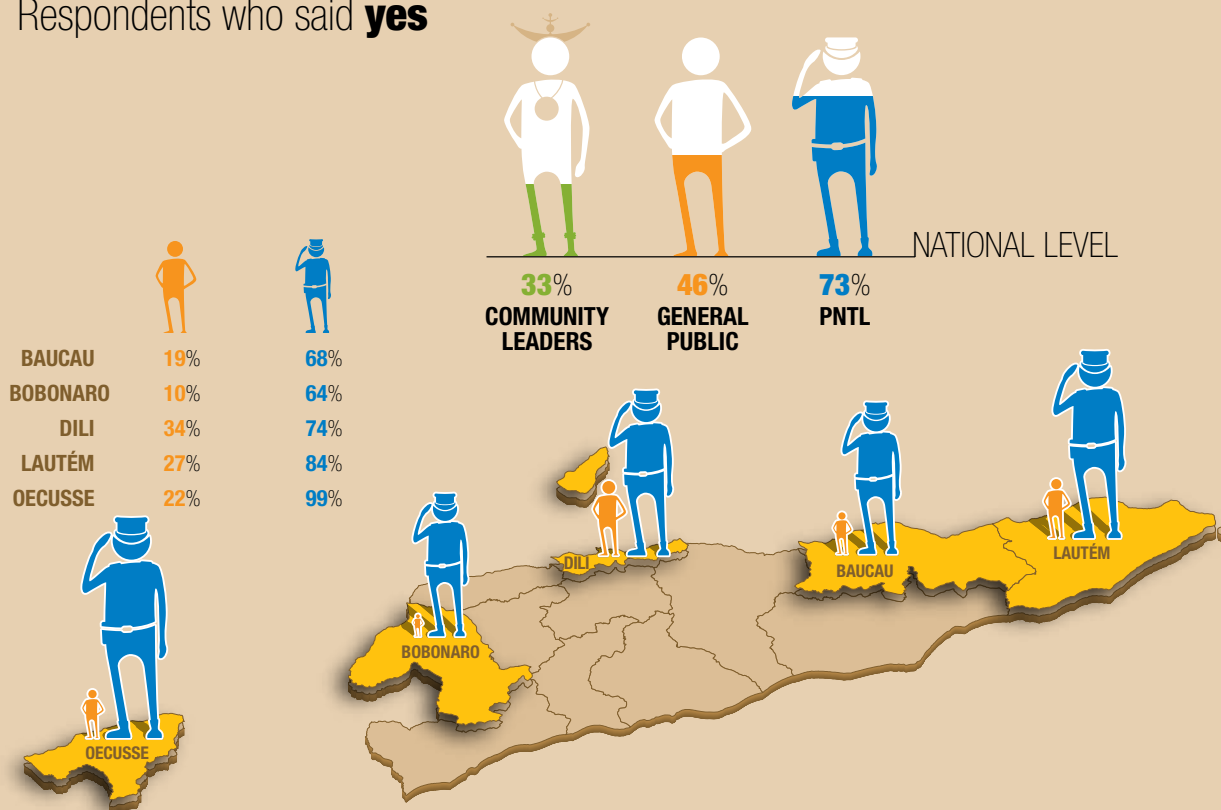 Respondents who said yes
NATIONAL LEVEL
33% 46% 73%
COMMUNITY LEADERS
GENERAL PUBLIC
PNTL
BAUCAU 19% 68%
BOBONARO 10% 64%
DILI 34% 74%
LAUTÉM 27% 84%
OECUSSE 22% 99%
DILI
BAUCAU
LAUTÉM
BOBONARO
OECUSSE